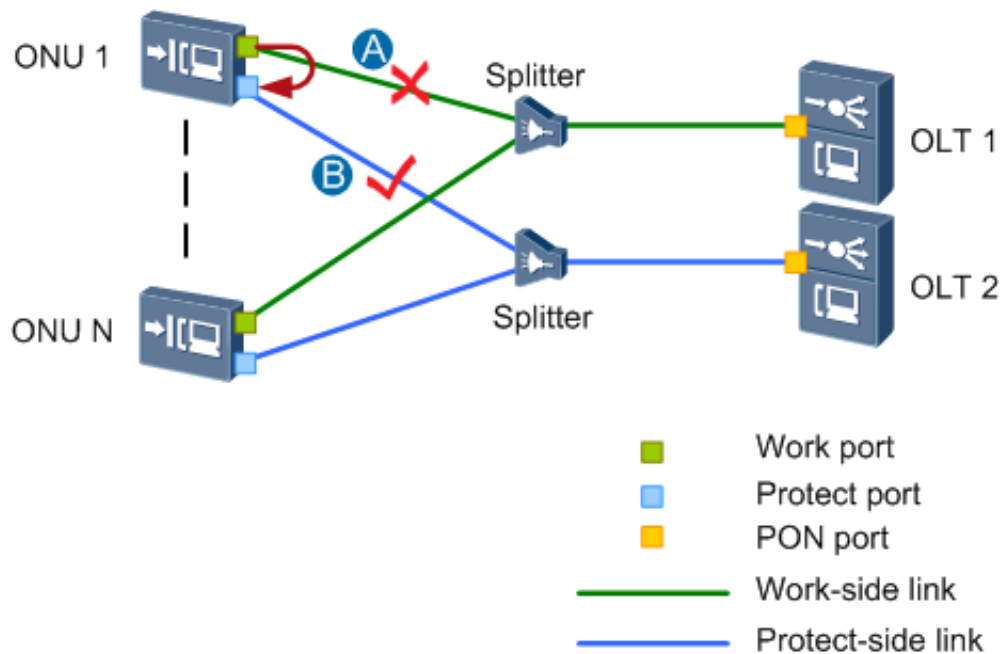 ONU 1
A
Splitter
OLT 1
B
OLT 2
ONU N
Splitter
Work port
Protect port
PON port
Work-side link
Protect-side link